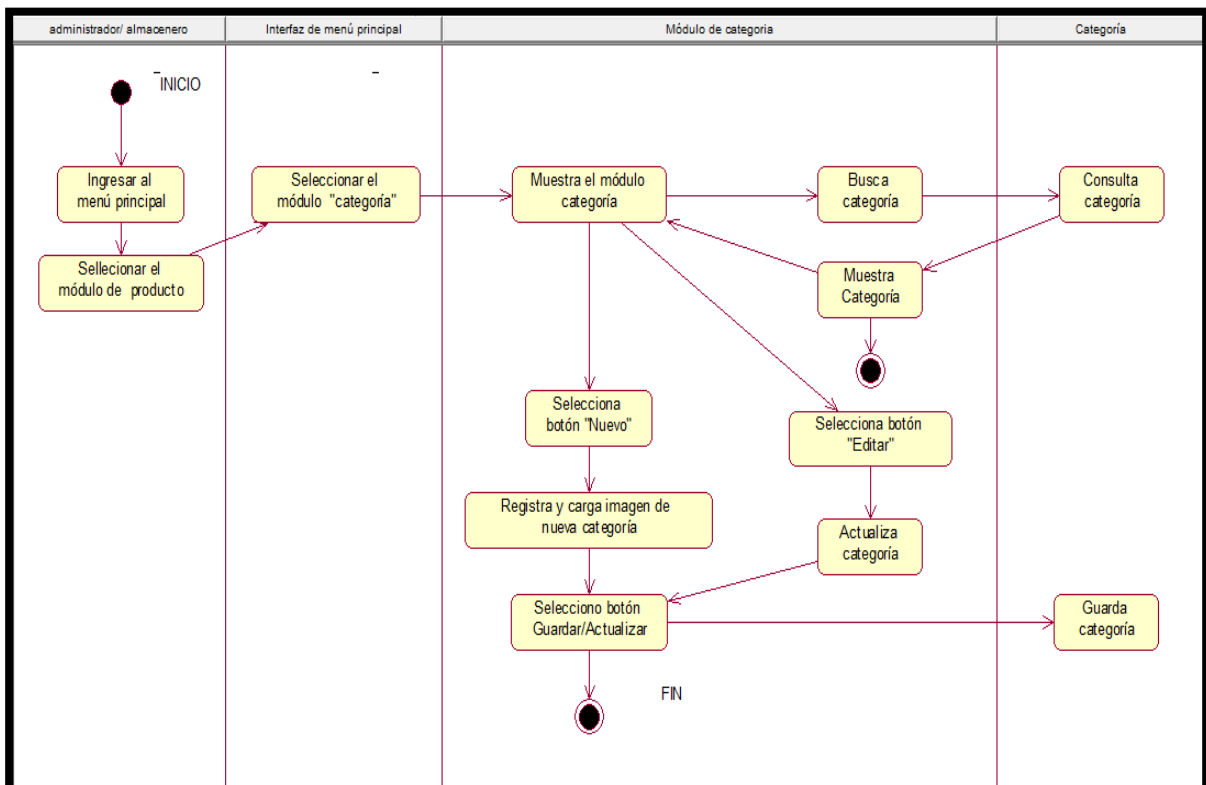 administrador/ almacenero
Interfaz de menú principal
Módulo de categoria
Categoría
INICIO
Ingresar al
menú principal
Seleccionar el
módulo "categoría"
Muestra el módulo
categoría
Busca
categoría
Consulta
categoría
Sellecionar el
módulo de producto
Muestra
Categoría
Selecciona
botón "Nuevo"
Selecciona botón
"Editar"
Registra y carga imagen de
nueva categoría
Actualiza
categoría
Selecciono botón
Guardar/Actualizar
Guarda
categoría
FIN